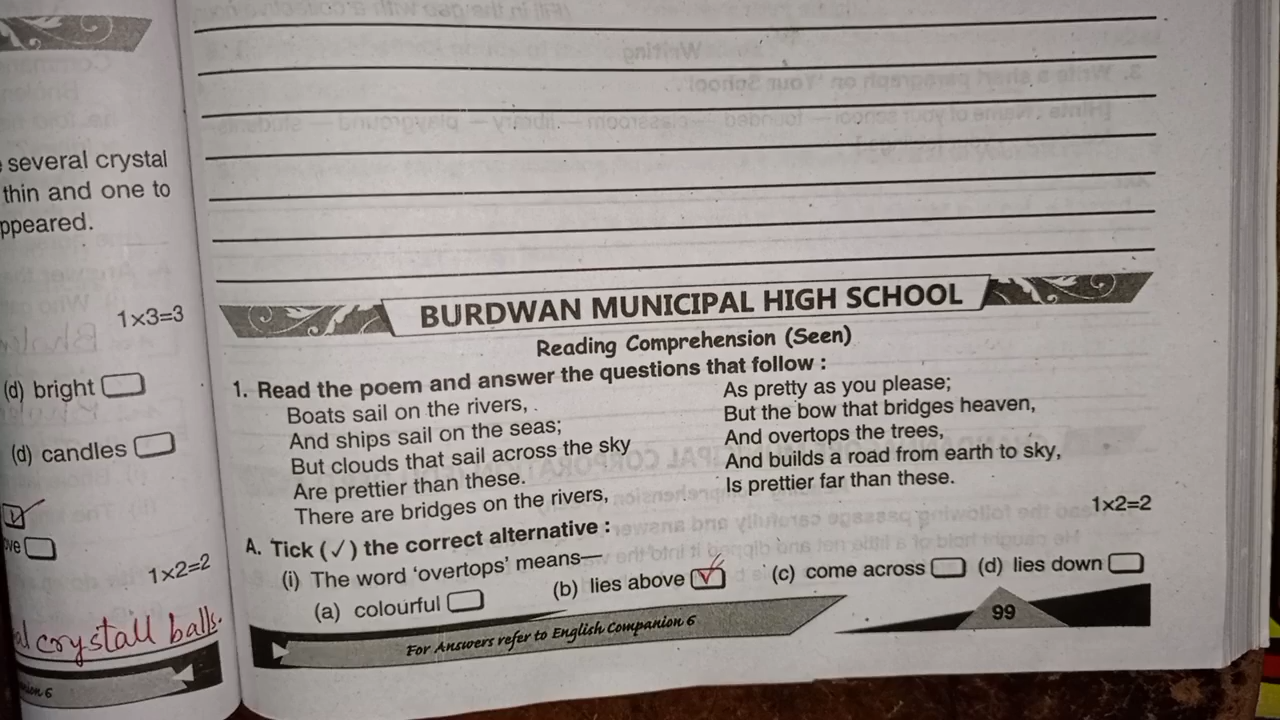 several crystal
thin and one to
ppeared.
1×3=3
(d) bright
(d) candles
ve
1×2=2
crystall balls.
BURDWAN MUNICIPAL HIGH SCHOOL
Reading Comprehension (Seen)
1. Read the poem and answer the questions that follow :
Boats sail on the rivers,
And ships sail on the seas;
But clouds that sail across the sky
Are prettier than these.
There are bridges on the rivers,
As pretty as you please;
But the bow that bridges heaven,
And overtops the trees,
And builds a road from earth to sky,
Is prettier far than these.
A. Tick (✓) the correct alternative :
1×2=2
(i) The word ‘overtops’ means—
(a) colourful (b) lies above ✓ (c) come across (d) lies down
For Answers refer to English Companion 6
99